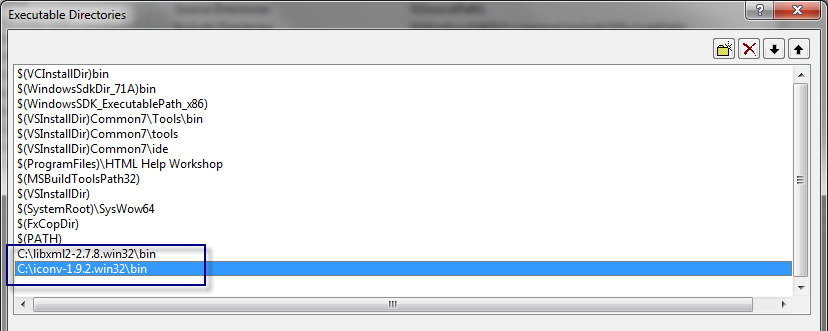 Executable Directories
$(VCInstallDir)bin
$(WindowsSdkDir_71A)bin
$(WindowsSDK_ExecutablePath_x86)
$(VSInstallDir)Common7\Tools\bin
$(VSInstallDir)Common7\tools
$(VSInstallDir)Common7\ide
$(ProgramFiles)\HTML Help Workshop
$(MSBuildToolsPath32)
$(VSInstallDir)
$(SystemRoot)\SysWow64
$(FxCopDir)
$(PATH)
C:\libxml2-2.7.8.win32\bin
C:\iconv-1.9.2.win32\bin